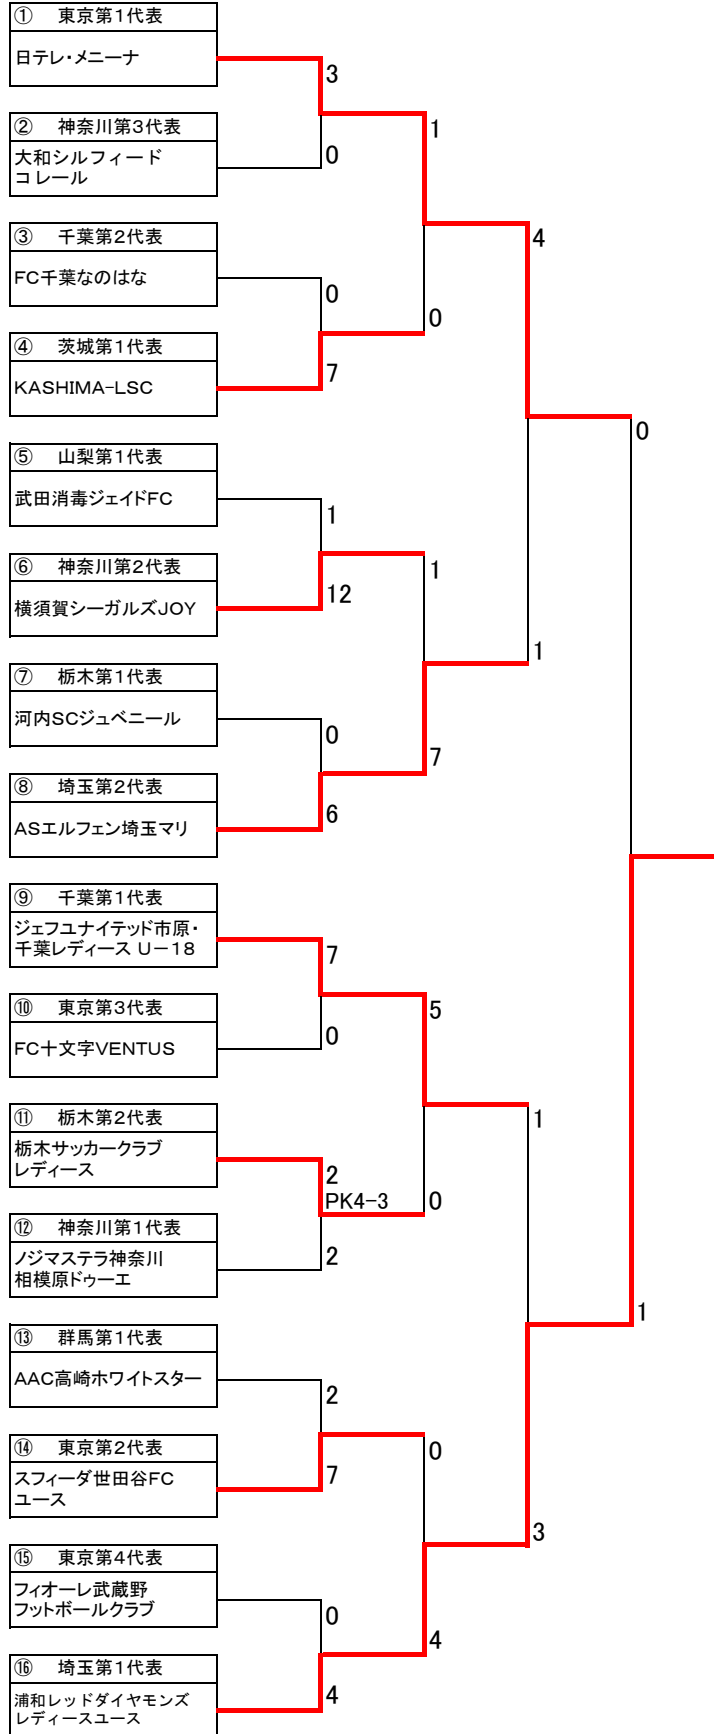 ① 東京第1代表
日テレ・メニーナ
3
1
② 神奈川第3代表
大和シルフィード
コレール
0
③ 千葉第2代表
4
FC千葉なのはな
0
0
④ 茨城第1代表
7
KASHIMA-LSC
0
⑤ 山梨第1代表
武田消毒ジェイドFC
1
⑥ 神奈川第2代表
1
12
横須賀シーガルズJOY
1
⑦ 栃木第1代表
河内SCジュベニール
0
7
⑧ 埼玉第2代表
6
ASエルフェン埼玉マリ
⑨ 千葉第1代表
ジェフユナイテッド市原・
千葉レディース U-18
7
⑩ 東京第3代表
5
0
FC十文字VENTUS
⑪ 栃木第2代表
1
栃木サッカークラブ
レディース
2
PK4-3
0
⑫ 神奈川第1代表
ノジマステラ神奈川
相模原ドゥーエ
2
1
⑬ 群馬第1代表
AAC高崎ホワイトスター
2
⑭ 東京第2代表
0
スフィーダ世田谷FC
ユース
7
3
⑮ 東京第4代表
フィオーレ武蔵野
フットボールクラブ
0
4
⑯ 埼玉第1代表
4
浦和レッドダイヤモンズ
レディースユース